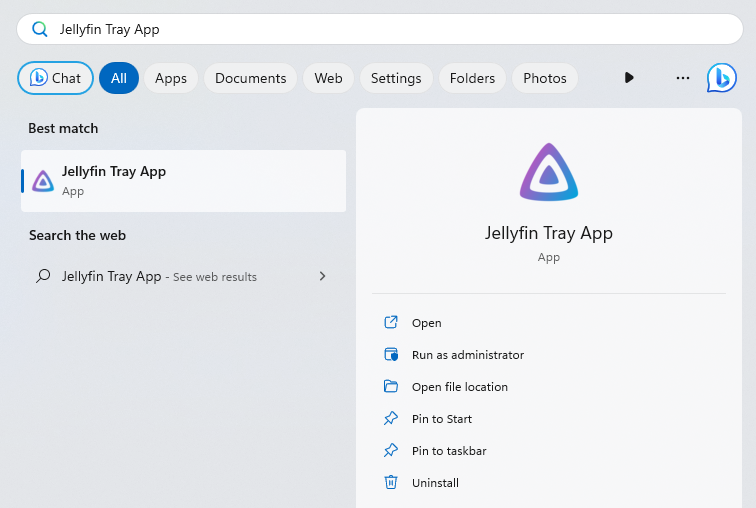 Jellyfin Tray App
Chat All Apps Documents Web Settings Folders Photos ...
Best match
Jellyfin Tray App
App
Search the web
Jellyfin Tray App - See web results
Jellyfin Tray App
App
Open
Run as administrator
Open file location
Pin to Start
Pin to taskbar
Uninstall